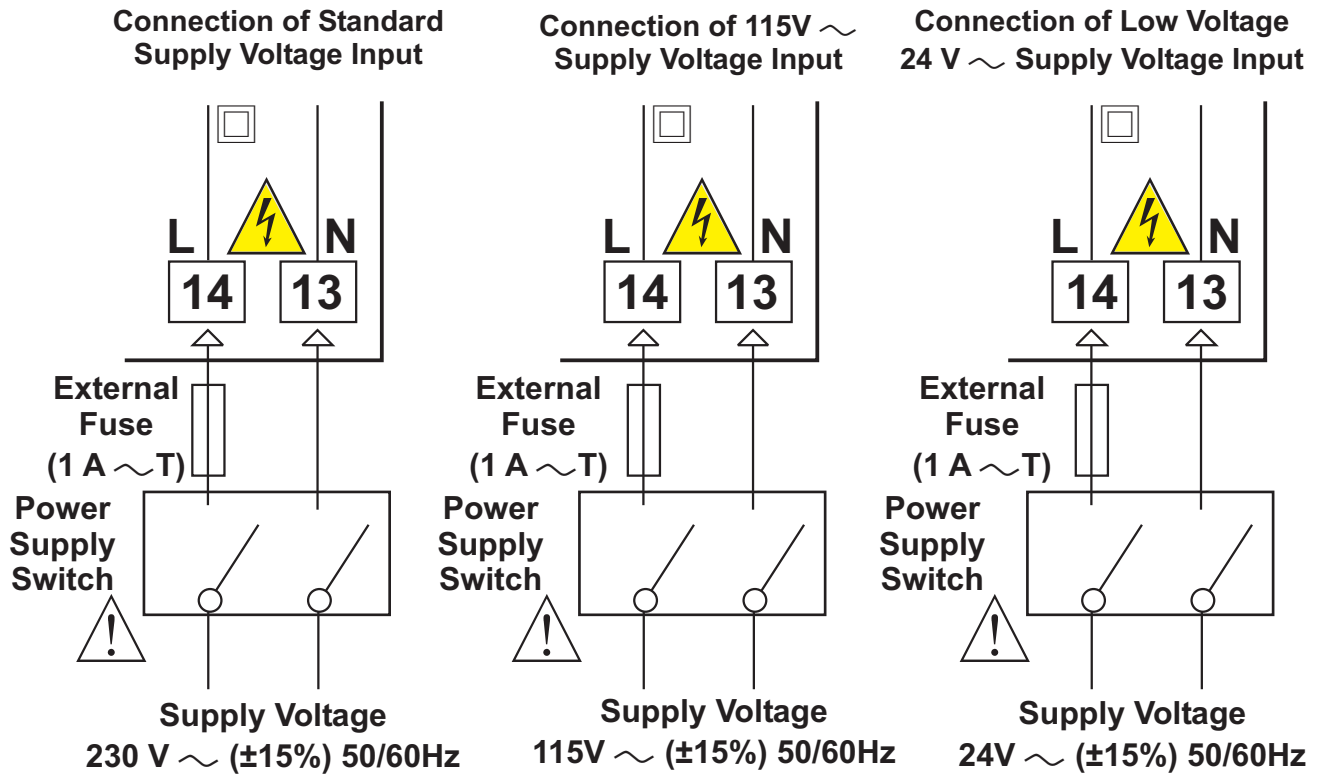 Connection of Standard
Supply Voltage Input
L
N
14
13
External
Fuse
(1 A ~T)
Power
Supply
Switch
!
Supply Voltage
230 V ~ (±15%) 50/60Hz
Connection of 115V ~
Supply Voltage Input
L
N
14
13
External
Fuse
(1 A ~T)
Power
Supply
Switch
!
Supply Voltage
115V ~ (±15%) 50/60Hz
Connection of Low Voltage
24 V ~ Supply Voltage Input
L
N
14
13
External
Fuse
(1 A ~T)
Power
Supply
Switch
!
Supply Voltage
24V ~ (±15%) 50/60Hz